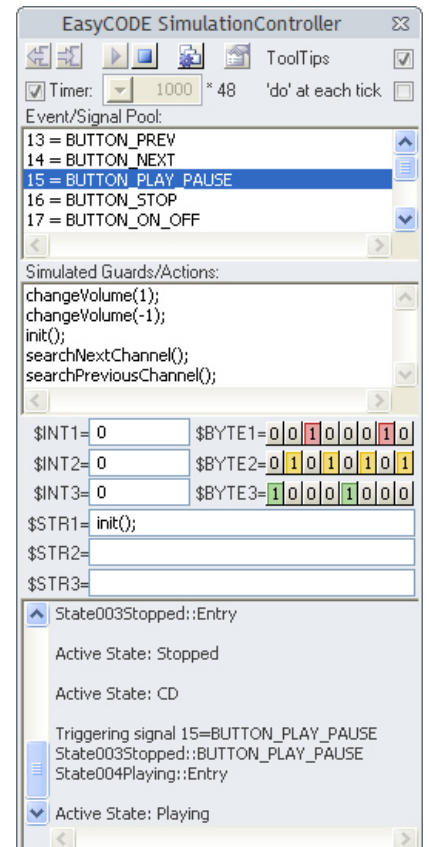 EasyCODE SimulationController
ToolTips
Timer: 1000 * 48 'do' at each tick
Event/Signal Pool:
13 = BUTTON_PREV
14 = BUTTON_NEXT
15 = BUTTON_PLAY_PAUSE
16 = BUTTON_STOP
17 = BUTTON_ON_OFF
Simulated Guards/Actions:
changeVolume(1);
changeVolume(-1);
init();
searchNextChannel();
searchPreviousChannel();
$INT1= 0 $BYTE1= 0 0 1 0 0 0 1 0
$INT2= 0 $BYTE2= 0 1 0 1 0 1 0 1
$INT3= 0 $BYTE3= 1 0 0 0 1 0 0 0
$STR1= init();
$STR2=
$STR3=
State003Stopped::Entry
Active State: Stopped
Active State: CD
Triggering signal 15=BUTTON_PLAY_PAUSE
State003Stopped::BUTTON_PLAY_PAUSE
State004Playing::Entry
Active State: Playing